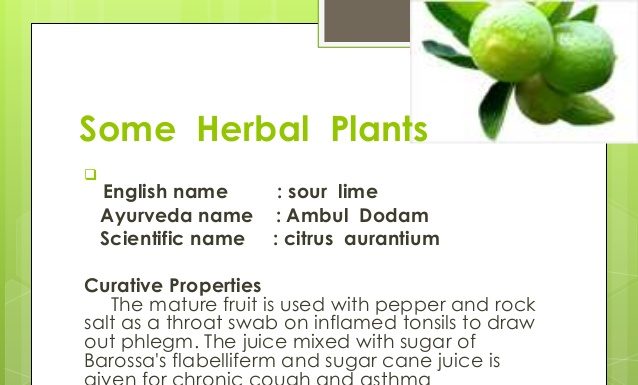 Some Herbal Plants
English name : sour lime
Ayurveda name : Ambul Dodam
Scientific name : citrus aurantium
Curative Properties
The mature fruit is used with pepper and rock
salt as a throat swab on inflamed tonsils to draw
out phlegm. The juice mixed with sugar of
Barossa's flabelliferm and sugar cane juice is
given for chronic cough and asthma